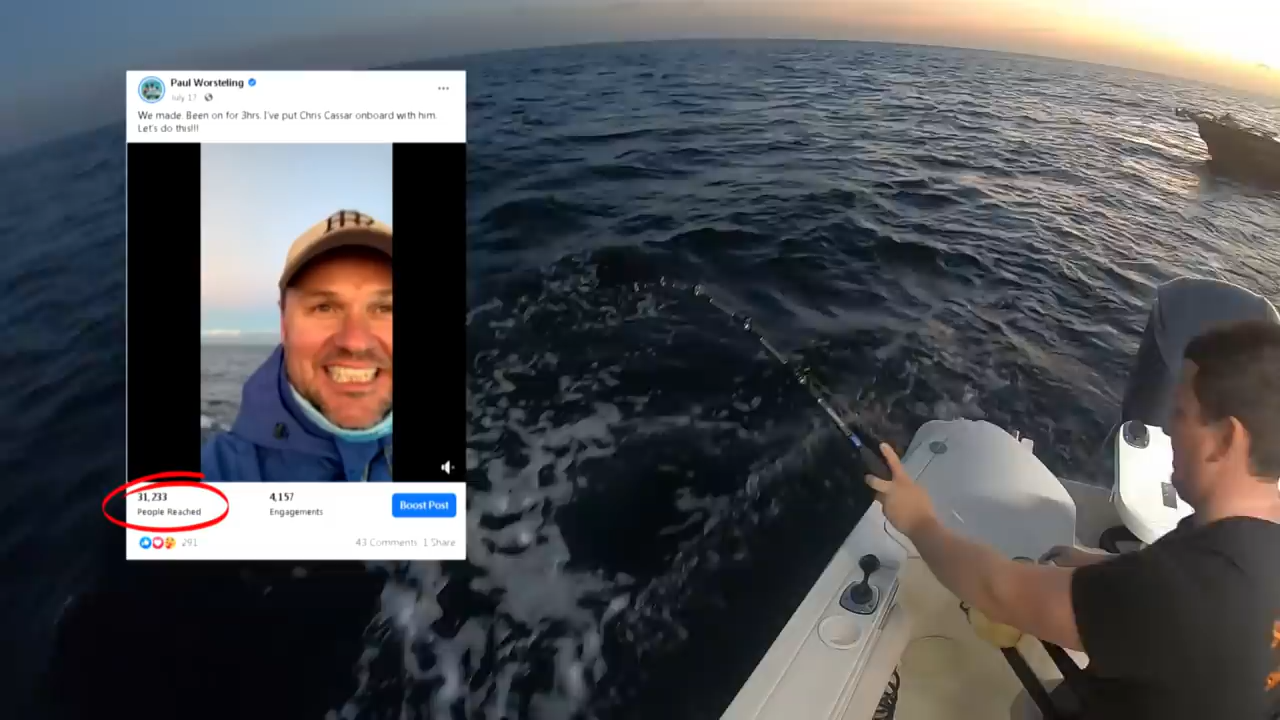 Paul Worsteling
July 17
We made. Been on for 3hrs. I've put Chris Cassar onboard with him.
Let's do this!!!
31,233
People Reached
4,157
Engagements
Boost Post
291
43 Comments 1 Share